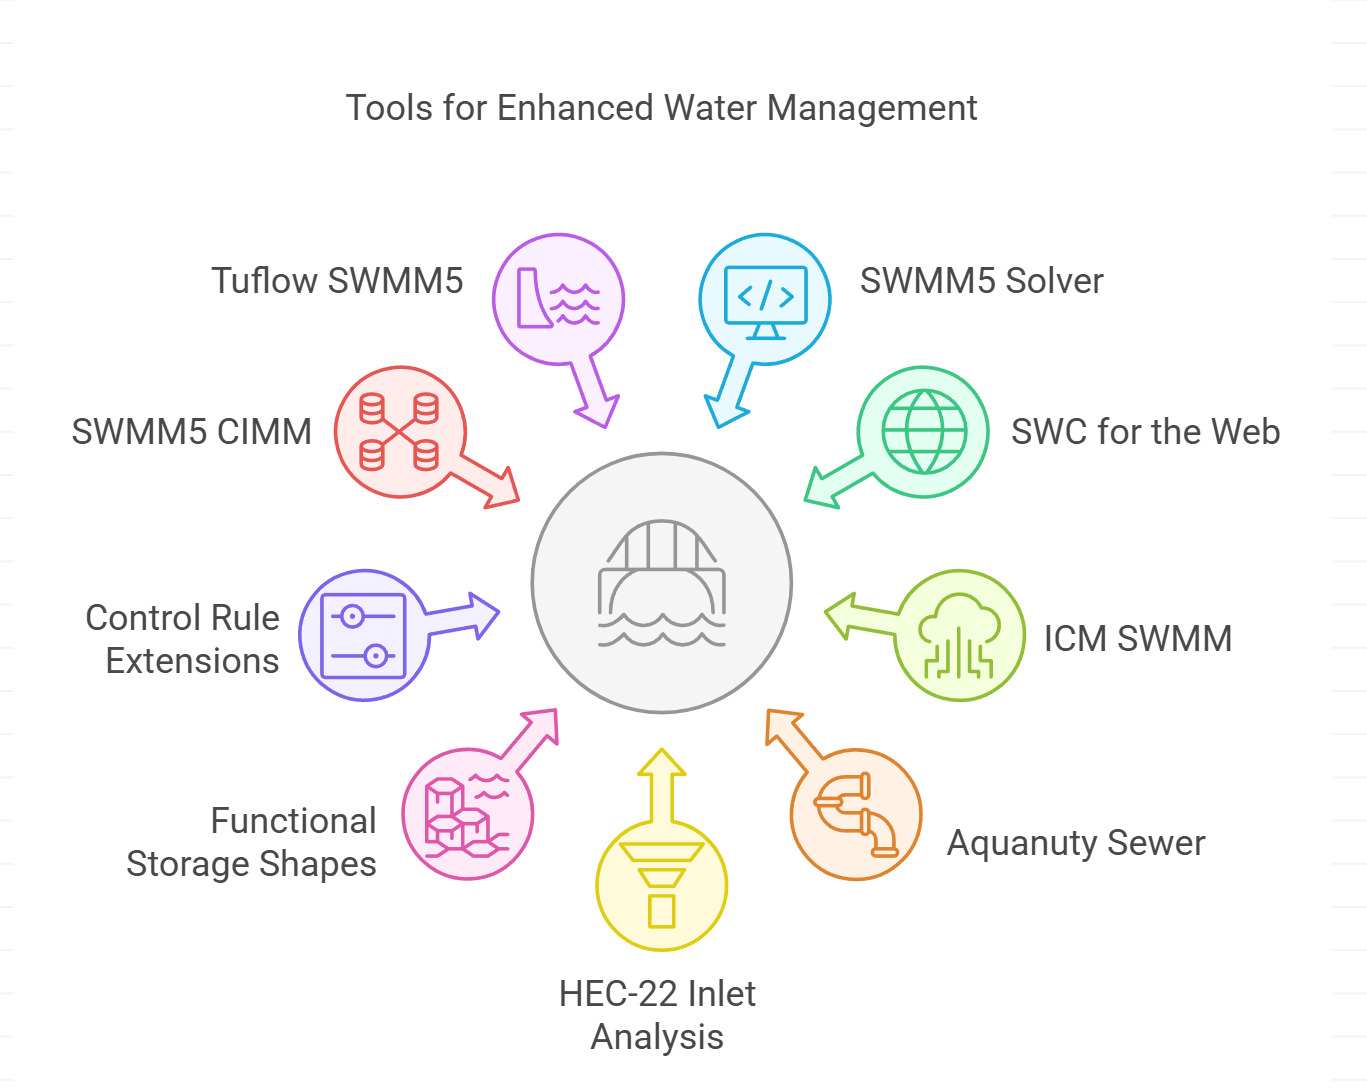 Tools for Enhanced Water Management
Tuflow SWMM5
SWMM5 Solver
SWMM5 CIMM
SWC for the Web
Control Rule
Extensions
ICM SWMM
Functional
Storage Shapes
Aquanuty Sewer
HEC-22 Inlet
Analysis